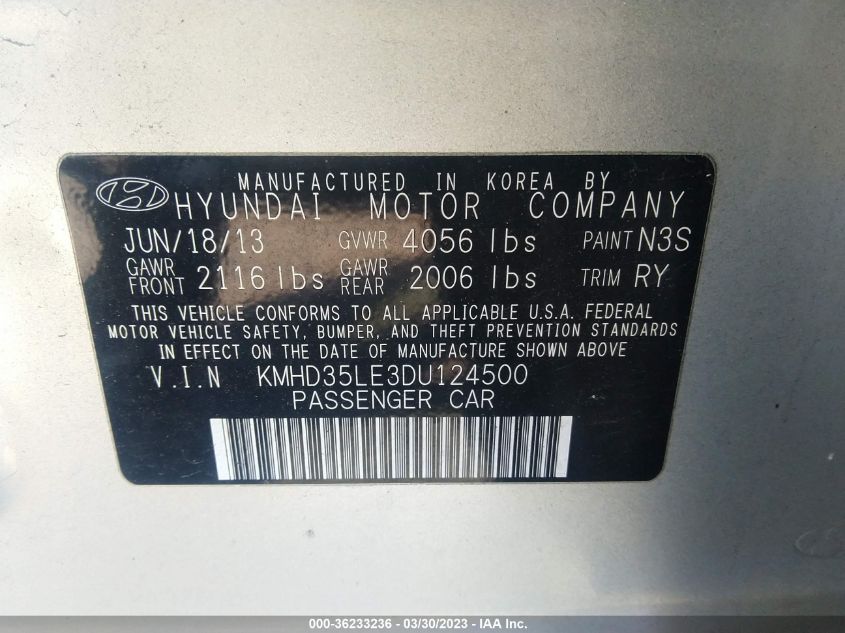 MANUFACTURED IN KOREA BY
HYUNDAI MOTOR COMPANY
JUN/18/13 GVWR 4056 lbs PAINT N3S
GAWR FRONT 2116 lbs GAWR REAR 2006 lbs TRIM RY
THIS VEHICLE CONFORMS TO ALL APPLICABLE U.S.A. FEDERAL
MOTOR VEHICLE SAFETY, BUMPER, AND THEFT PREVENTION STANDARDS
IN EFFECT ON THE DATE OF MANUFACTURE SHOWN ABOVE
V.I.N KMHD35LE3DU124500
PASSENGER CAR
000-36233236 - 03/30/2023 - IAA Inc.